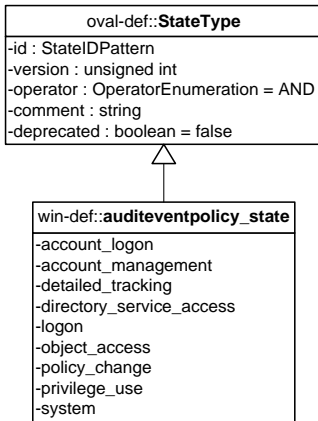 oval-def::StateType
-id : StateIDPattern
-version : unsigned int
-operator : OperatorEnumeration = AND
-comment : string
-deprecated : boolean = false
win-def::auditeventpolicy_state
-account_logon
-account_management
-detailed_tracking
-directory_service_access
-logon
-object_access
-policy_change
-privilege_use
-system